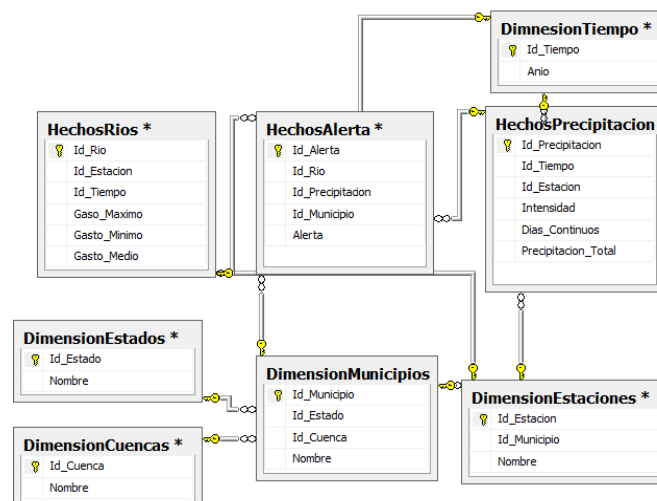 DimnesionTiempo *
Id_Tiempo
Anio
HechosRios *
Id_Rio
Id_Estacion
Id_Tiempo
Gaso_Maximo
Gasto_Minimo
Gasto_Medio
HechosAlerta *
Id_Alerta
Id_Rio
Id_Precipitacion
Id_Municipio
Alerta
HechosPrecipitacion
Id_Precipitacion
Id_Tiempo
Id_Estacion
Intensidad
Dias_Continuos
Precipitacion_Total
DimensionEstados *
Id_Estado
Nombre
DimensionMunicipios
Id_Municipio
Id_Estado
Id_Cuenca
Nombre
DimensionEstaciones *
Id_Estacion
Id_Municipio
Nombre
DimensionCuencas *
Id_Cuenca
Nombre